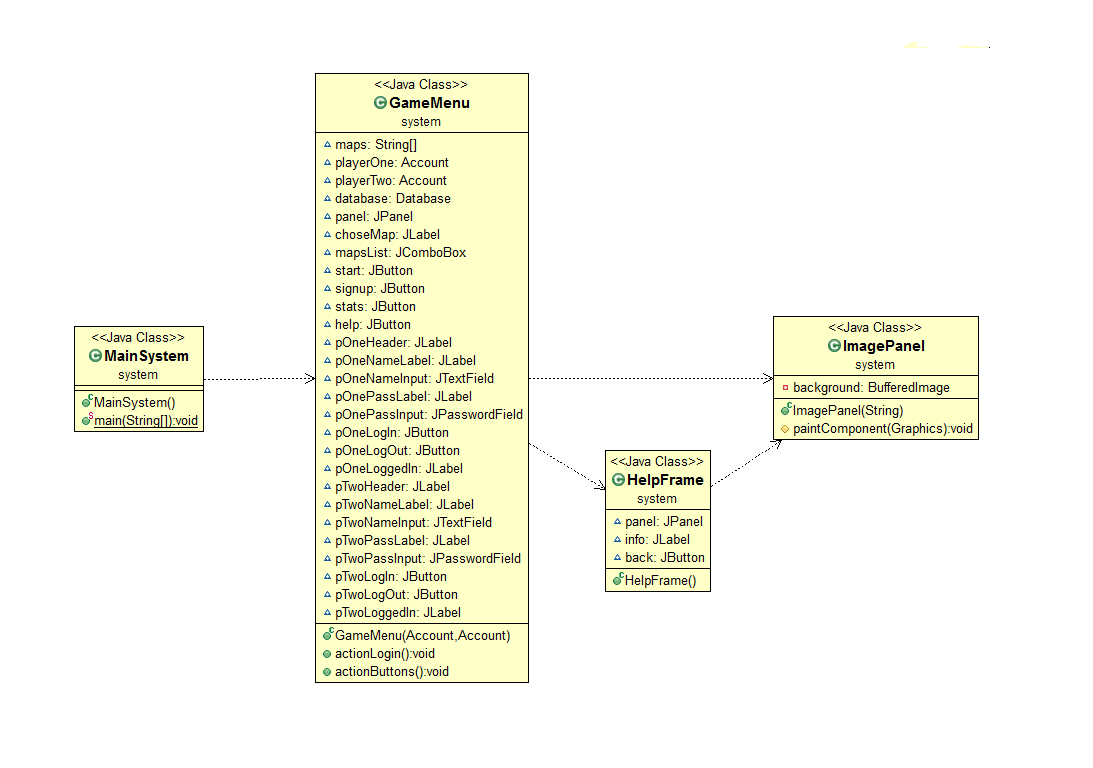 <<Java Class>>
GameMenu
system
maps: String[]
playerOne: Account
playerTwo: Account
database: Database
panel: JPanel
choseMap: JLabel
mapsList: JComboBox
start: JButton
signup: JButton
stats: JButton
help: JButton
pOneHeader: JLabel
pOneNameLabel: JLabel
pOneNameInput: JTextField
pOnePassLabel: JLabel
pOnePassInput: JPasswordField
pOneLogIn: JButton
pOneLogOut: JButton
pOneLoggedIn: JLabel
pTwoHeader: JLabel
pTwoNameLabel: JLabel
pTwoNameInput: JTextField
pTwoPassLabel: JLabel
pTwoPassInput: JPasswordField
pTwoLogIn: JButton
pTwoLogOut: JButton
pTwoLoggedIn: JLabel
GameMenu(Account,Account)
actionLogin():void
actionButtons():void
<<Java Class>>
MainSystem
system
MainSystem()
main(String[]):void
<<Java Class>>
ImagePanel
system
background: BufferedImage
ImagePanel(String)
paintComponent(Graphics):void
<<Java Class>>
HelpFrame
system
panel: JPanel
info: JLabel
back: JButton
HelpFrame()